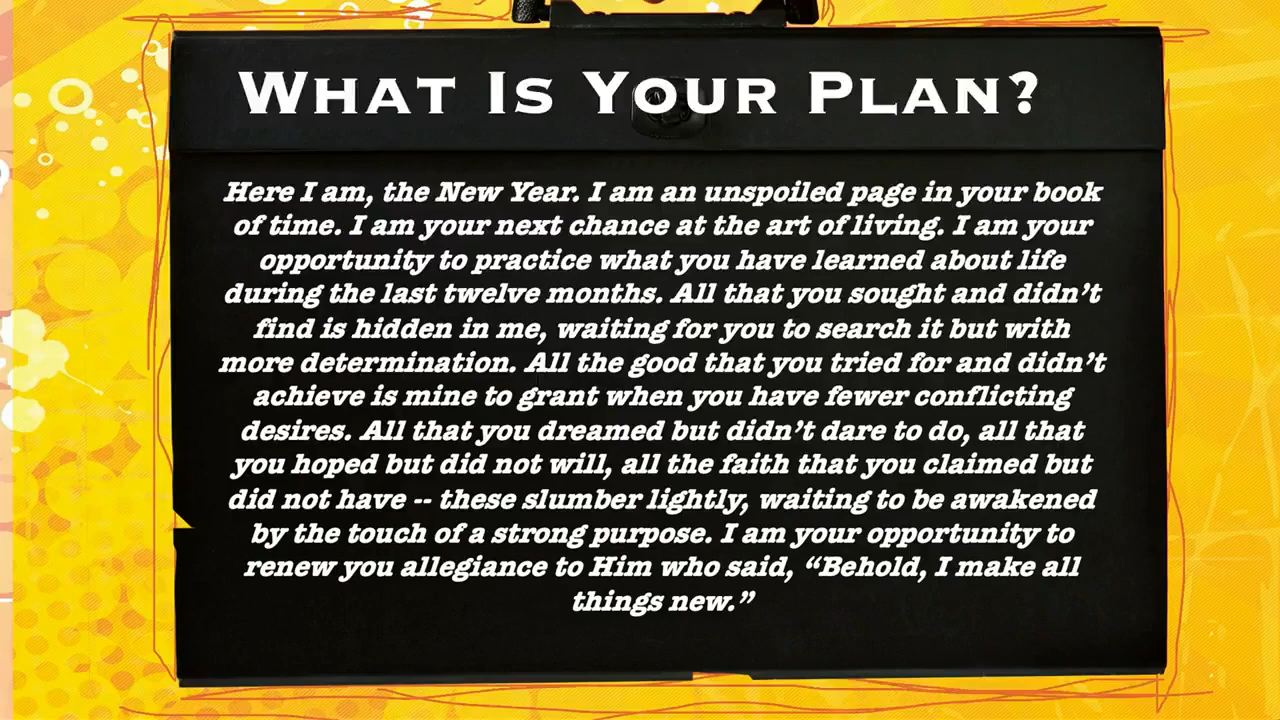 What Is Your Plan?
Here I am, the New Year. I am an unspoiled page in your book
of time. I am your next chance at the art of living. I am your
opportunity to practice what you have learned about life
during the last twelve months. All that you sought and didn’t
find is hidden in me, waiting for you to search it but with
more determination. All the good that you tried for and didn’t
achieve is mine to grant when you have fewer conflicting
desires. All that you dreamed but didn’t dare to do, all that
you hoped but did not will, all the faith that you claimed but
did not have -- these slumber lightly, waiting to be awakened
by the touch of a strong purpose. I am your opportunity to
renew you allegiance to Him who said, “Behold, I make all
things new.”